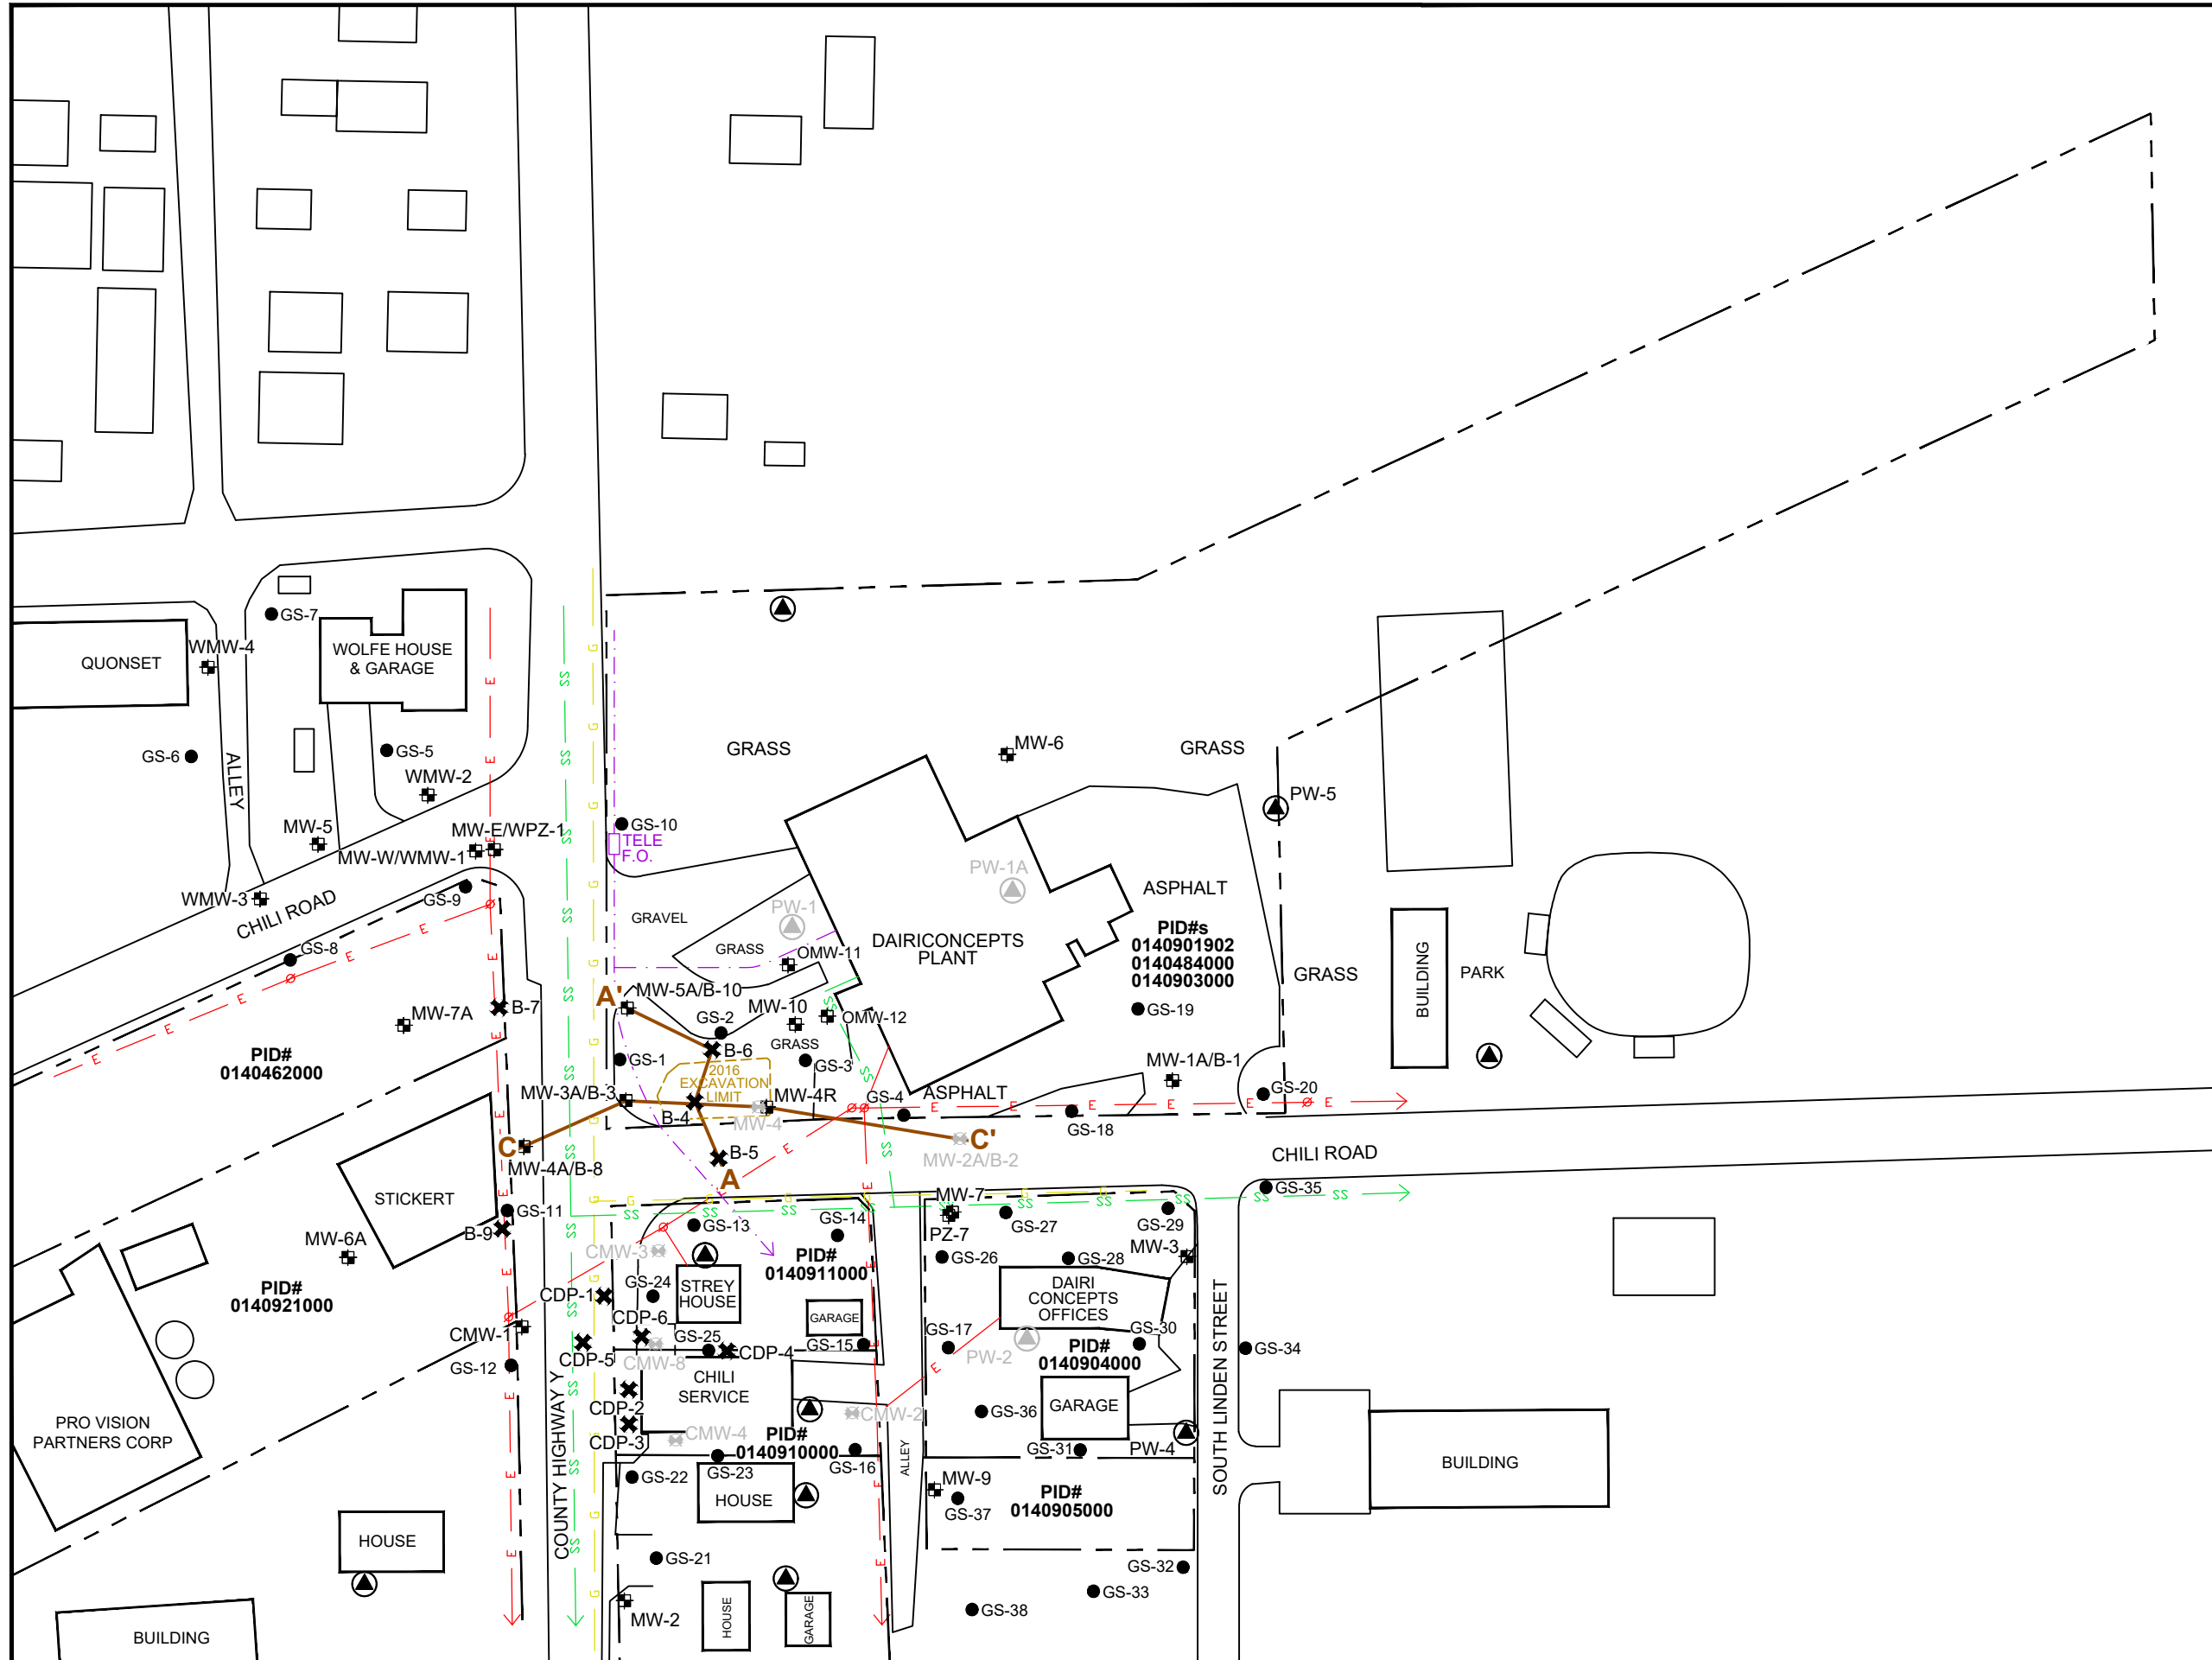 GS-7
QUONSET
WMW-4
WOLFE HOUSE
& GARAGE
E
SS
G
GS-6
ALLEY
GS-5
WMW-2
GRASS
MW-6
GRASS
PW-5
MW-5
MW-E/WPZ-1
MW-W/WMW-1
GS-10
TELE
F.O.
WMW-3
CHILI ROAD
GS-9
PW-1A
ASPHALT
GRAVEL
PW-1
GRASS
DAIRICONCEPTS
PLANT
PID#s
0140901902
0140484000
0140903000
GS-8
OMW-11
GRASS
BUILDING
PARK
A'
MW-5A/B-10
MW-7A
B-7
GS-2
MW-10
OMW-12
GS-19
PID#
0140462000
GS-1
B-6
GRASS
GS-3
2016
EXCAVATION
LIMIT
MW-3A/B-3
MW-4R
GS-4
ASPHALT
MW-1A/B-1
GS-20
B-4
MW-4
GS-18
C
C'
MW-4A/B-8
B-5
MW-2A/B-2
CHILI ROAD
A
STICKERT
GS-11
B-9
MW-7
PZ-7
GS-27
GS-29
GS-35
GS-13
GS-14
MW-6A
CMW-3
PID#
0140911000
GS-26
GS-28
MW-3
PID#
0140921000
CDP-1
GS-24
STREY
HOUSE
DAIRI
CONCEPTS
OFFICES
CMW-1
CDP-6
GARAGE
GS-25
GS-15
GS-17
GS-30
CDP-5
CMW-8
CDP-4
PW-2
PID#
0140904000
GS-34
GS-12
CHILI
SERVICE
SOUTH LINDEN STREET
CDP-2
CMW-2
GS-36
GARAGE
PRO VISION
PARTNERS CORP
CDP-3
CMW-4
PID#
0140910000
GS-31
PW-4
COUNTY HIGHWAY Y
GS-22
GS-23
GS-16
ALLEY
BUILDING
HOUSE
MW-9
GS-37
PID#
0140905000
HOUSE
GS-21
GS-32
GS-33
GS-38
MW-2
HOUSE
GARAGE
BUILDING